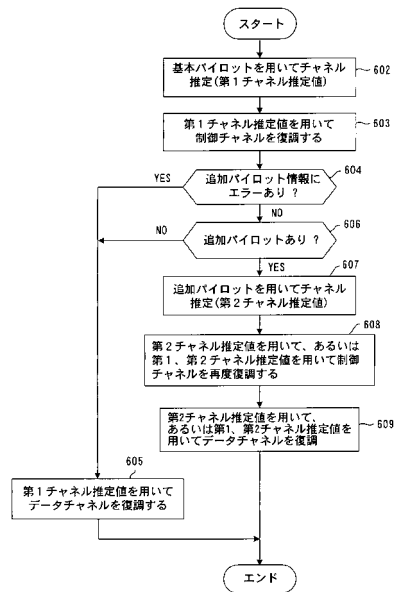 スタート
基本パイロットを用いてチャネル
推定(第1チャネル推定値)
602
第1チャネル推定値を用いて
制御チャネルを復調する
603
604
YES
追加パイロット情報に
エラーあり ?
NO
606
NO
追加パイロットあり ?
YES
607
追加パイロットを用いてチャネル
推定(第2チャネル推定値)
608
第2チャネル推定値を用いて、あるいは
第1、第2チャネル推定値を用いて制御
チャネルを再度復調する
第2チャネル推定値を用いて、
あるいは第1、第2チャネル推定値を
用いてデータチャネルを復調
609
605
第1チャネル推定値を用いて
データチャネルを復調する
エンド